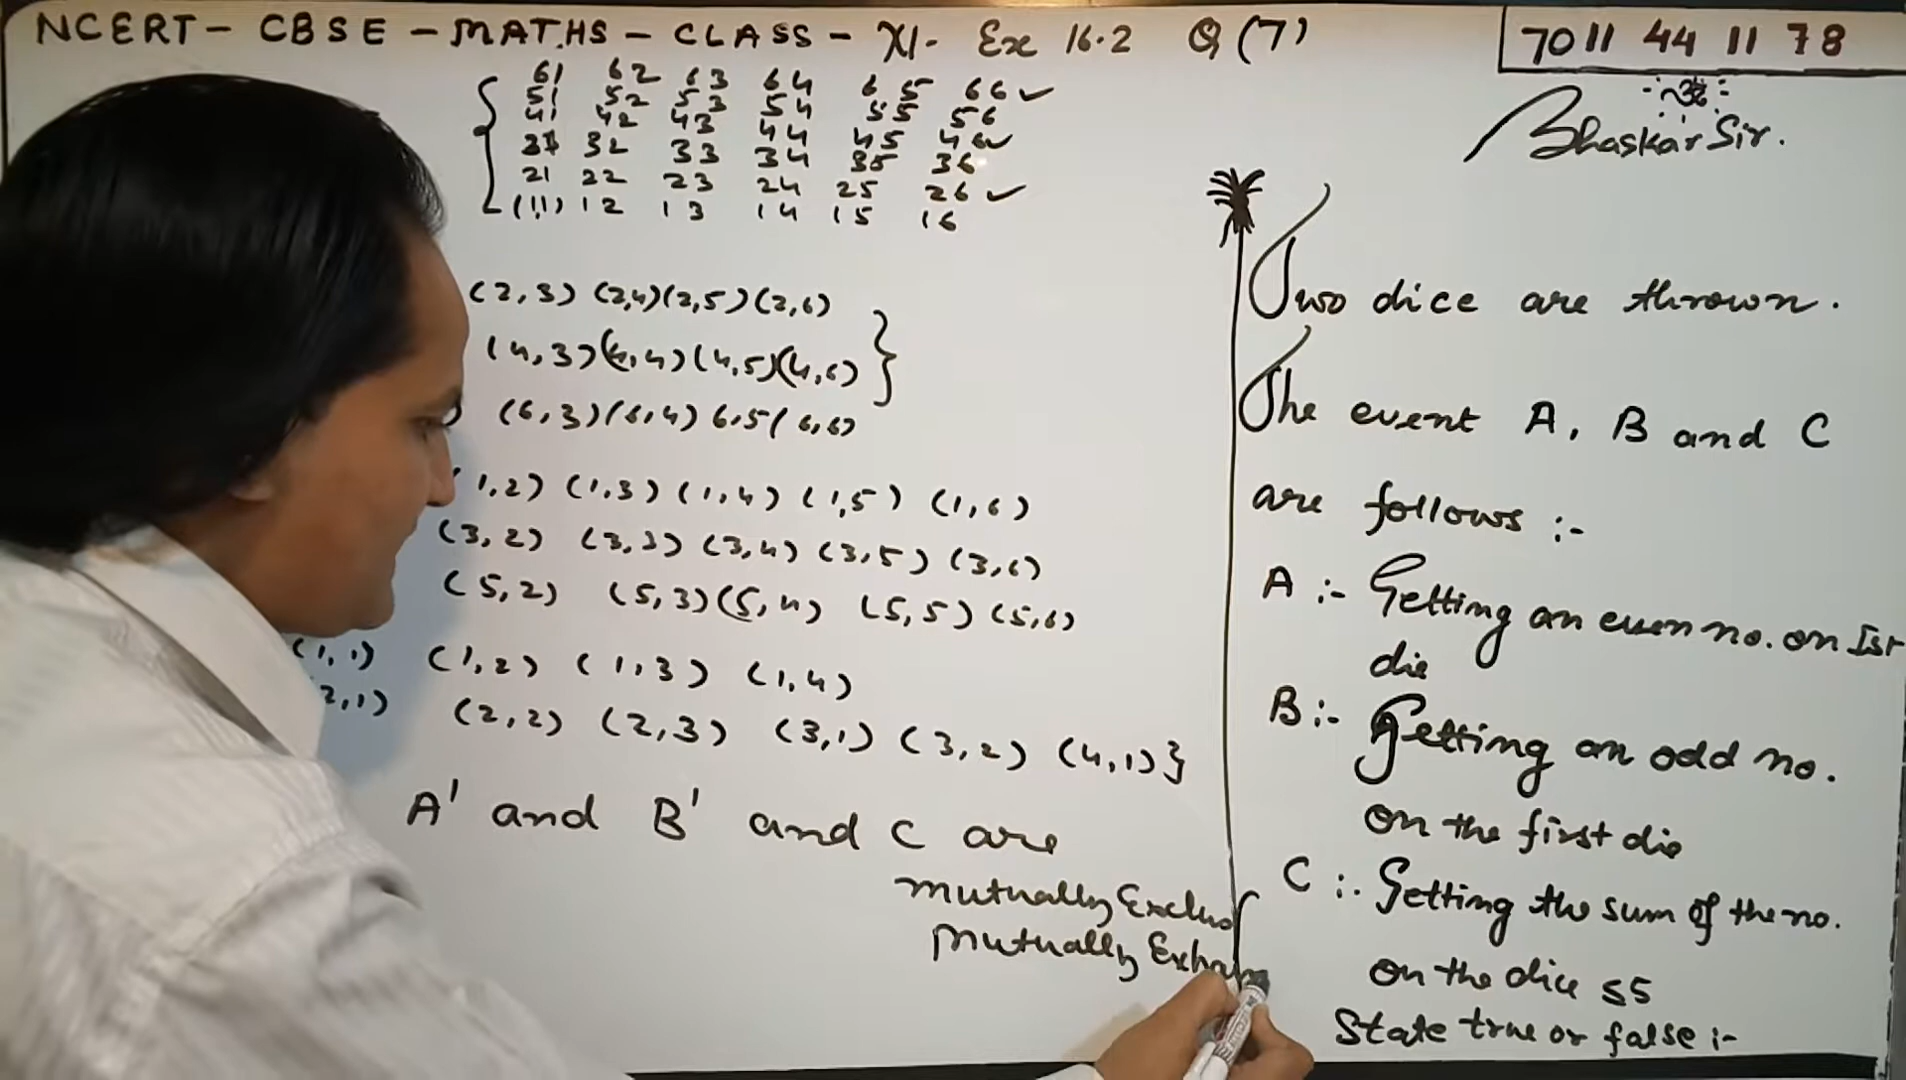 NCERT - CBSE - MATHS - CLASS - XI - Exe 16.2 Q (7)
70 11 44 11 78
ॐ
Bhaskar Sir.
61 62 63 64 65 66 ✓
51 52 53 54 55 56
41 42 43 44 45 46 ✓
31 32 33 34 35 36
21 22 23 24 25 26 ✓
(1,1) 12 13 14 15 16
(2,3) (2,4) (2,5) (2,6)
(4,3) (4,4) (4,5) (4,6) }
(6,3) (6,4) 6,5 (6,6)
1,2) (1,3) (1,4) (1,5) (1,6)
(3,2) (3,3) (3,4) (3,5) (3,6)
(5,2) (5,3) (5,4) (5,5) (5,6)
(1,1) (1,2) (1,3) (1,4)
2,1) (2,2) (2,3) (3,1) (3,2) (4,1) }
A' and B' and C are
mutually Exclus
mutually Exhaus
Two dice are thrown.
The event A, B and C
are follows :-
A :- Getting an even no. on Ist
die
B :- Getting an odd no.
on the first die
C :- Getting the sum of the no.
on the dice ≤5
State true or false :-